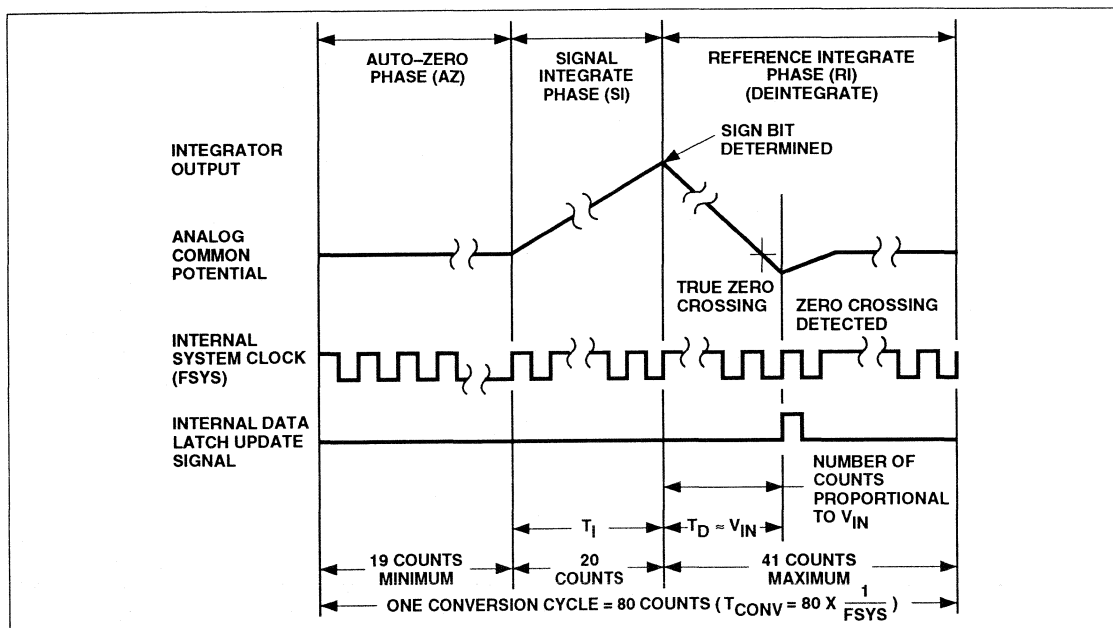 AUTO–ZERO
PHASE (AZ)
SIGNAL
INTEGRATE
PHASE (SI)
REFERENCE INTEGRATE
PHASE (RI)
(DEINTEGRATE)
SIGN BIT
DETERMINED
INTEGRATOR
OUTPUT
ANALOG
COMMON
POTENTIAL
TRUE ZERO
CROSSING
ZERO CROSSING
DETECTED
INTERNAL
SYSTEM CLOCK
(FSYS)
INTERNAL DATA
LATCH UPDATE
SIGNAL
NUMBER OF
COUNTS
PROPORTIONAL
TO VIN
TI
TD ≈ VIN
19 COUNTS
MINIMUM
20
COUNTS
41 COUNTS
MAXIMUM
ONE CONVERSION CYCLE = 80 COUNTS ( TCONV = 80 X 1/FSYS )